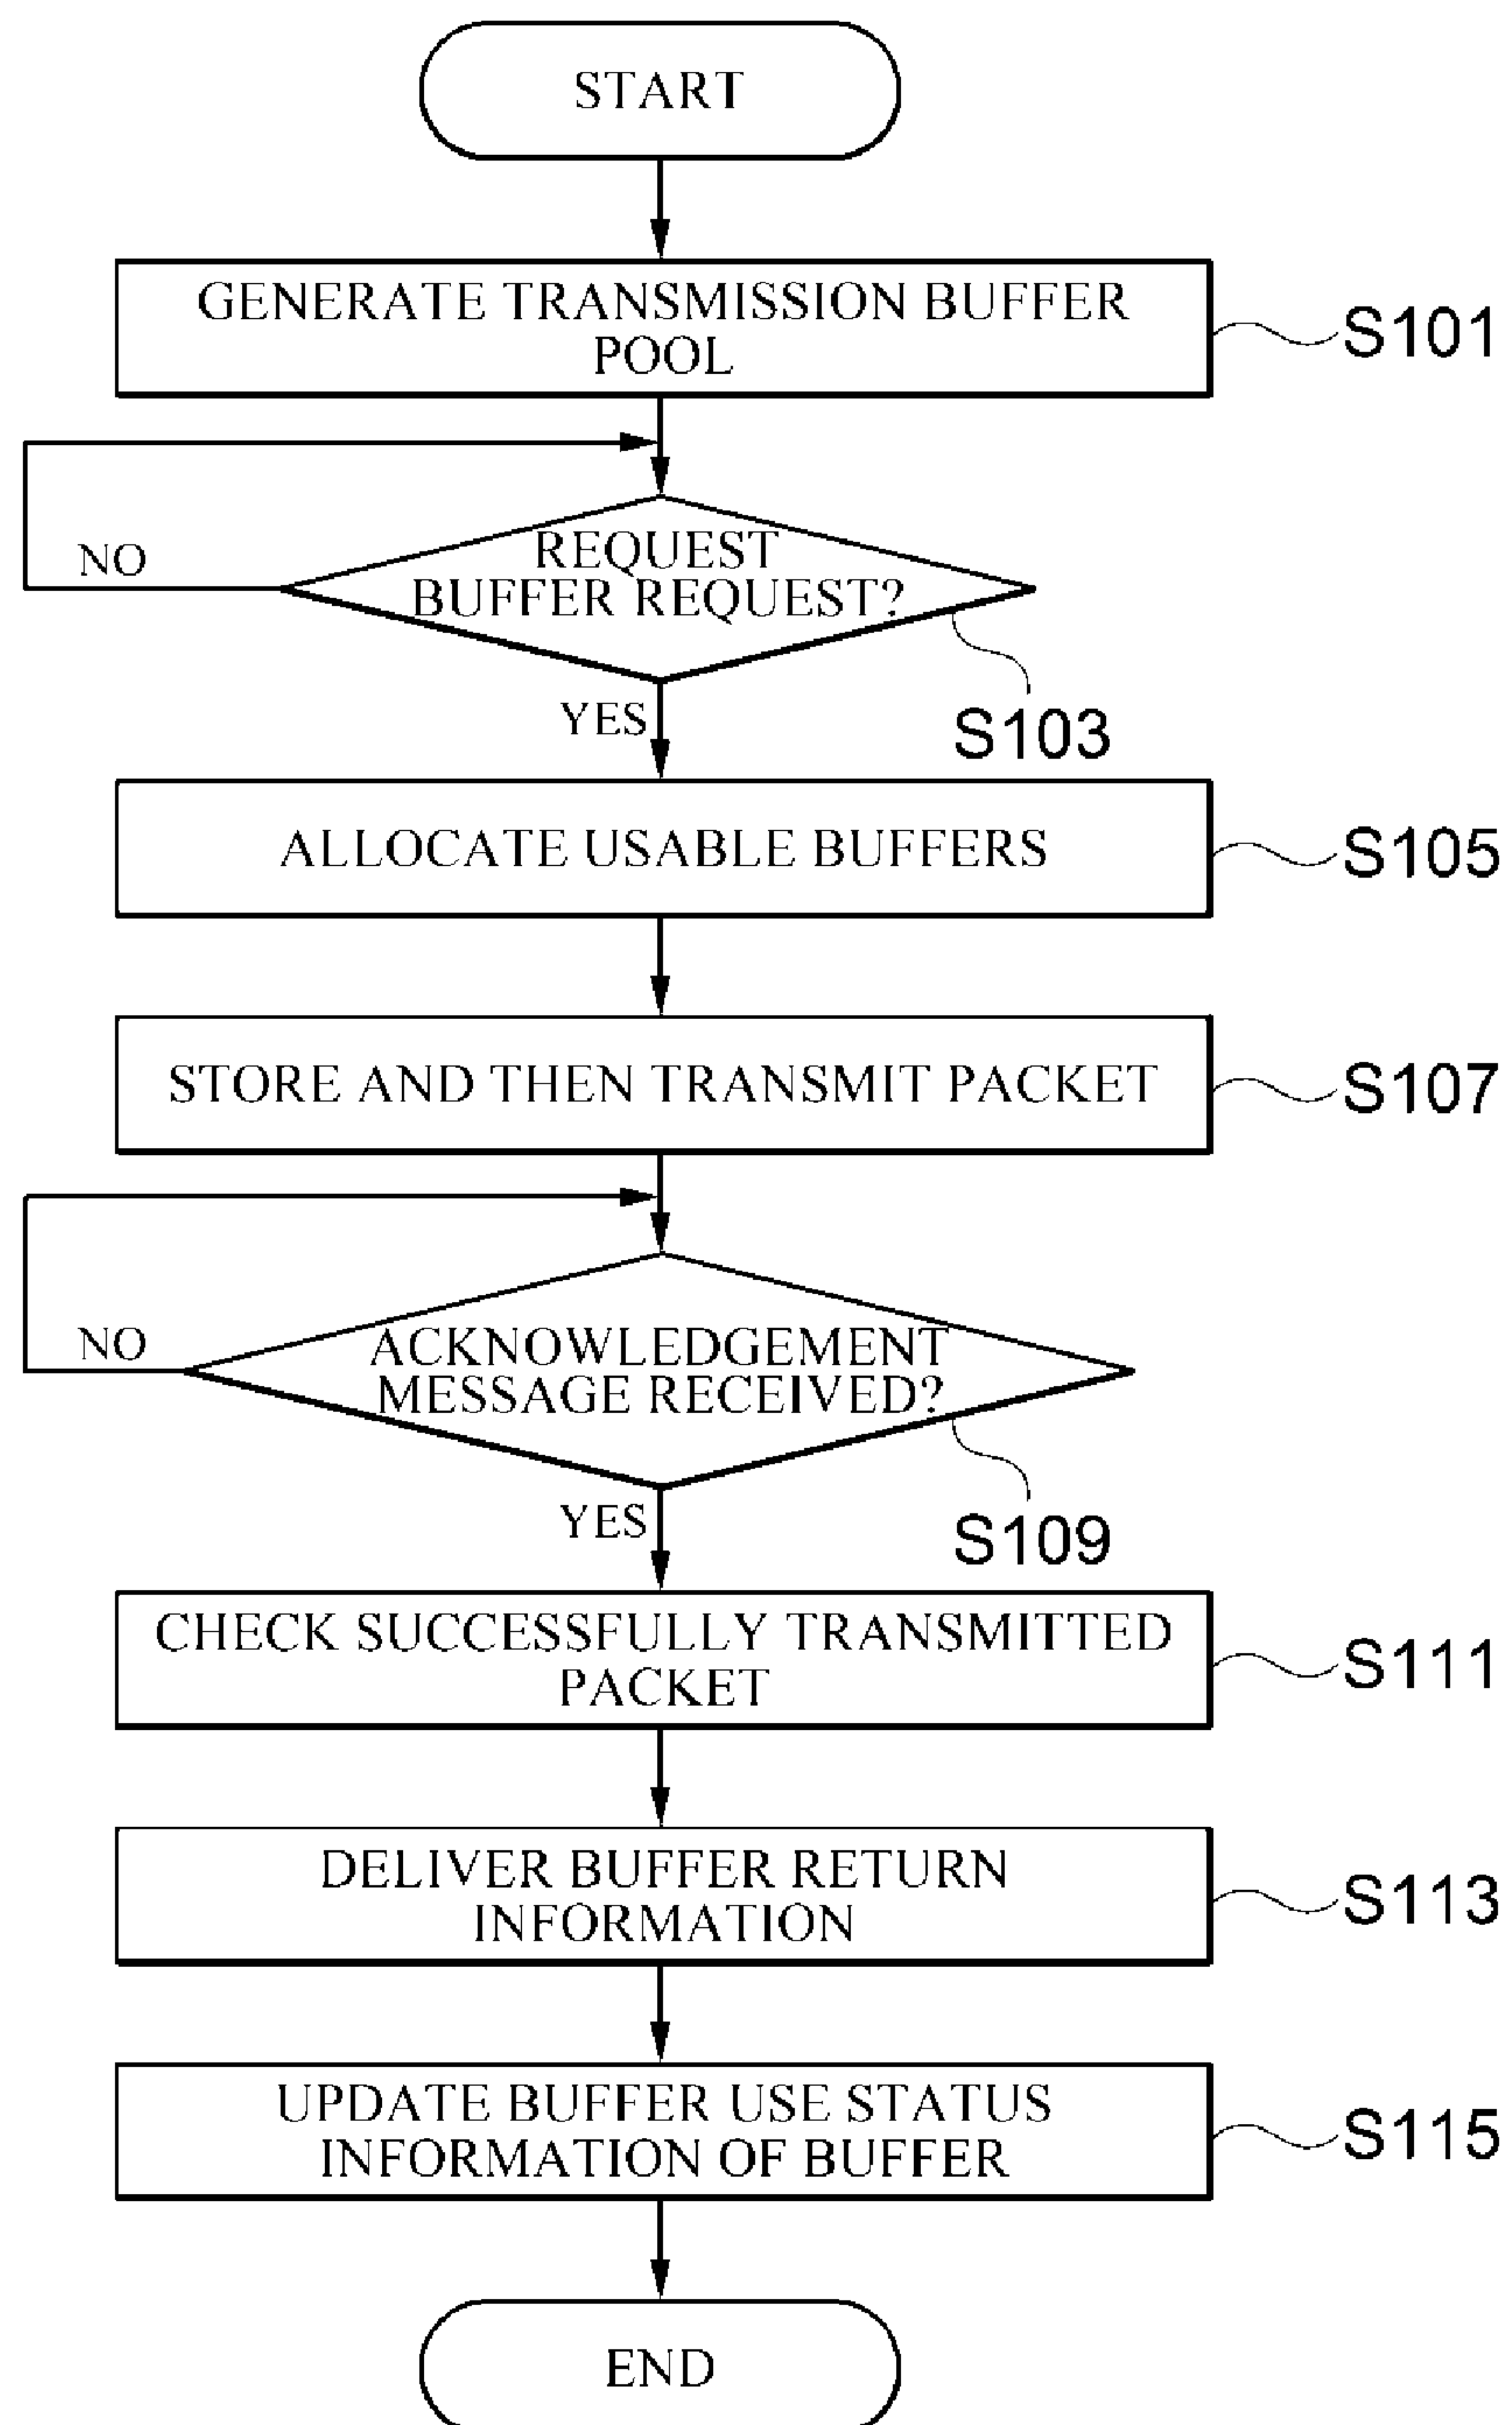 START
GENERATE TRANSMISSION BUFFER
POOL
S101
NO
REQUEST
BUFFER REQUEST?
S103
YES
ALLOCATE USABLE BUFFERS
S105
STORE AND THEN TRANSMIT PACKET
S107
NO
ACKNOWLEDGEMENT
MESSAGE RECEIVED?
S109
YES
CHECK SUCCESSFULLY TRANSMITTED
PACKET
S111
DELIVER BUFFER RETURN
INFORMATION
S113
UPDATE BUFFER USE STATUS
INFORMATION OF BUFFER
S115
END